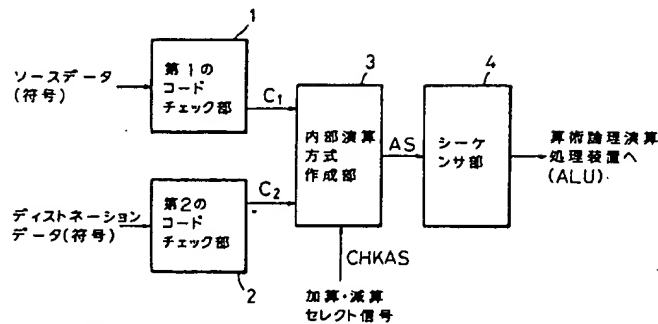 1
第1の
コード
チェック部
ソースデータ
(符号)
C1
3
内部演算
方式
作成部
AS
4
シーケ
ンサ部
算術論理演算
処理装置へ
(ALU)
C2
第2の
コード
チェック部
ディストネーション
データ(符号)
2
CHKAS
加算・減算
セレクト信号